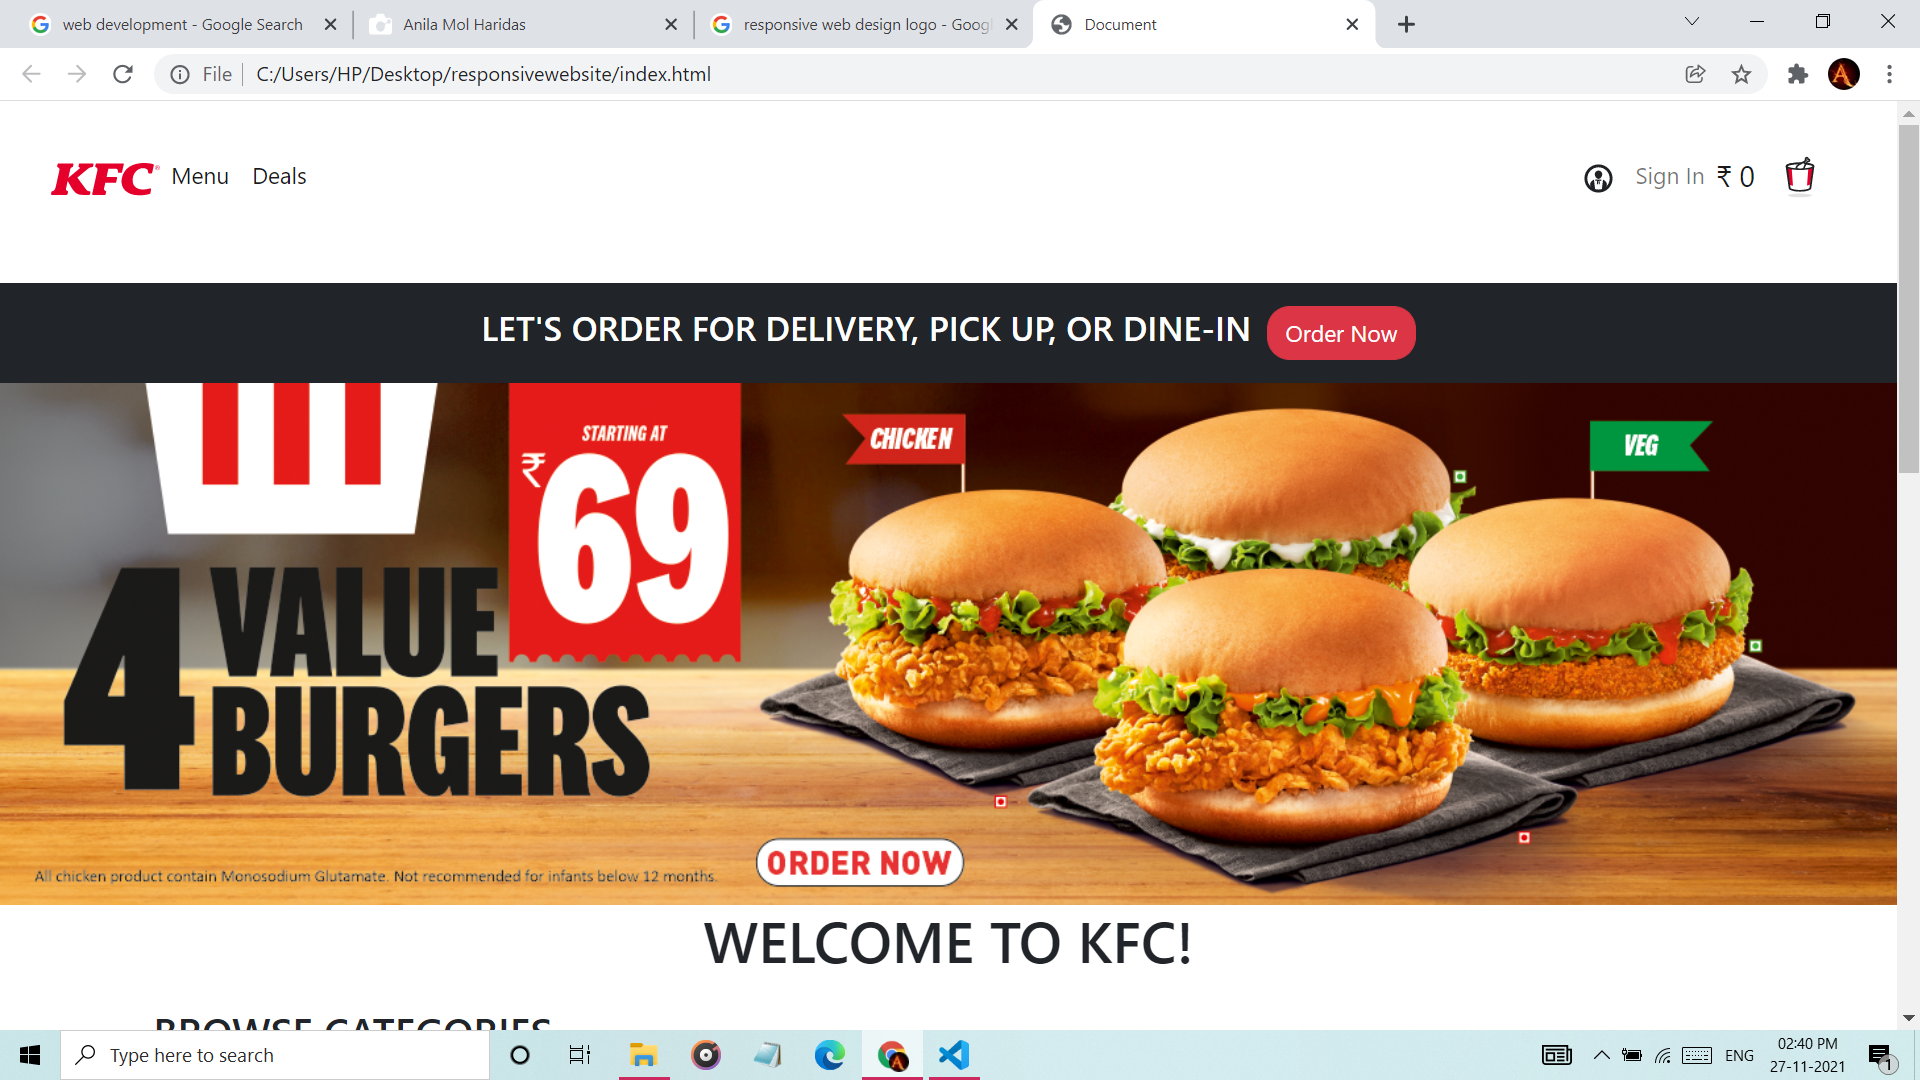 web development - Google Search
Anila Mol Haridas
responsive web design logo - Goog
Document
File
C:/Users/HP/Desktop/responsivewebsite/index.html
KFC
Menu
Deals
Sign In
₹ 0
LET'S ORDER FOR DELIVERY, PICK UP, OR DINE-IN
Order Now
STARTING AT
₹69
CHICKEN
VEG
4 VALUE
BURGERS
ORDER NOW
All chicken product contain Monosodium Glutamate. Not recommended for infants below 12 months.
WELCOME TO KFC!
BROWSE CATEGORIES
Type here to search
ENG
02:40 PM
27-11-2021
1